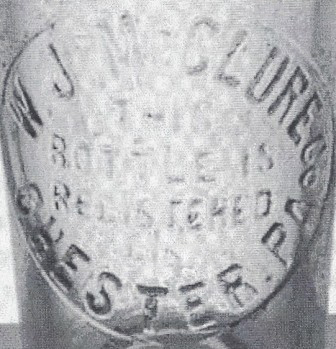 W. J. McCLURE CO
THIS
BOTTLE IS
REGISTERED
CHESTER. PA